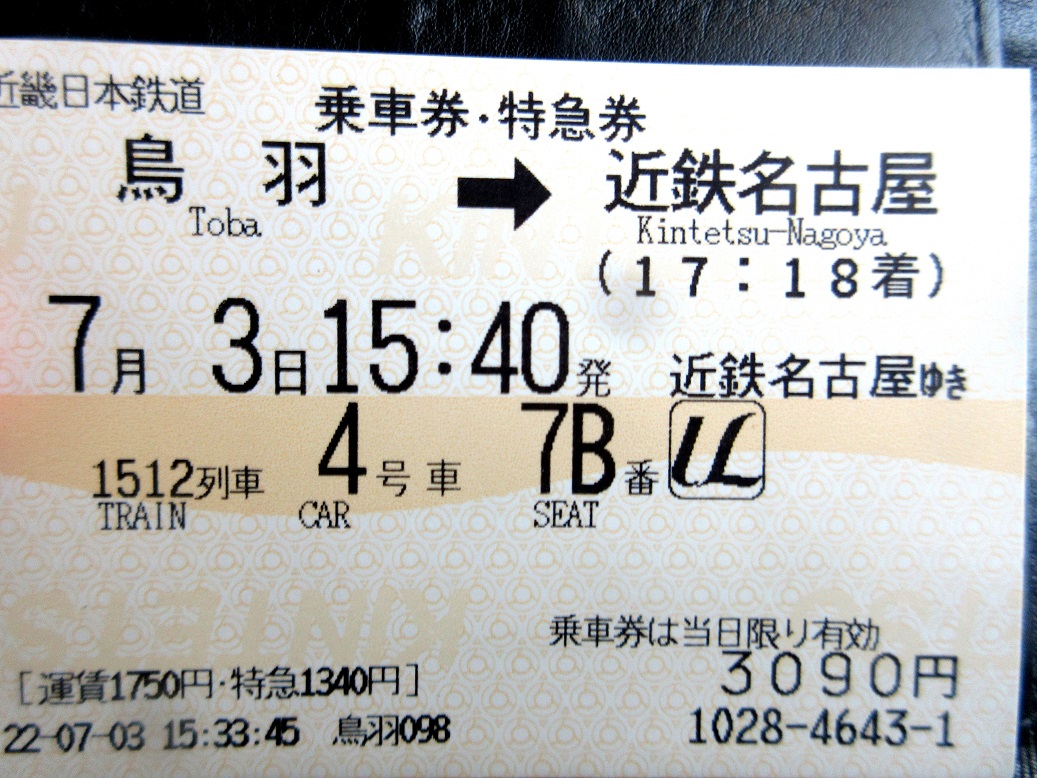 近畿日本鉄道
乗車券・特急券
鳥羽 ➡ 近鉄名古屋
Toba Kintetsu-Nagoya
(17:18着)
7月 3日 15:40発 近鉄名古屋ゆき
1512列車 4号車 7B番 UL
TRAIN CAR SEAT
乗車券は当日限り有効
3090円
[運賃1750円・特急1340円]
22-07-03 15:33:45 鳥羽098 1028-4643-1